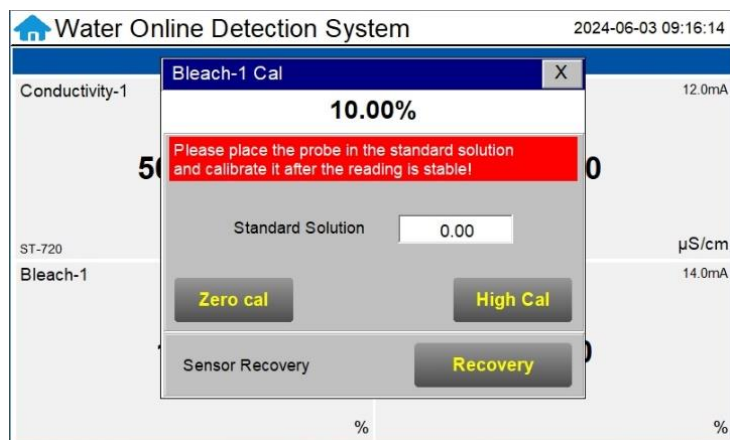 Water Online Detection System
2024-06-03 09:16:14
Bleach-1 Cal
X
Conductivity-1
12.0mA
10.00%
Please place the probe in the standard solution
and calibrate it after the reading is stable!
Standard Solution
0.00
ST-720
µS/cm
Bleach-1
14.0mA
Zero cal
High Cal
Sensor Recovery
Recovery
%
%